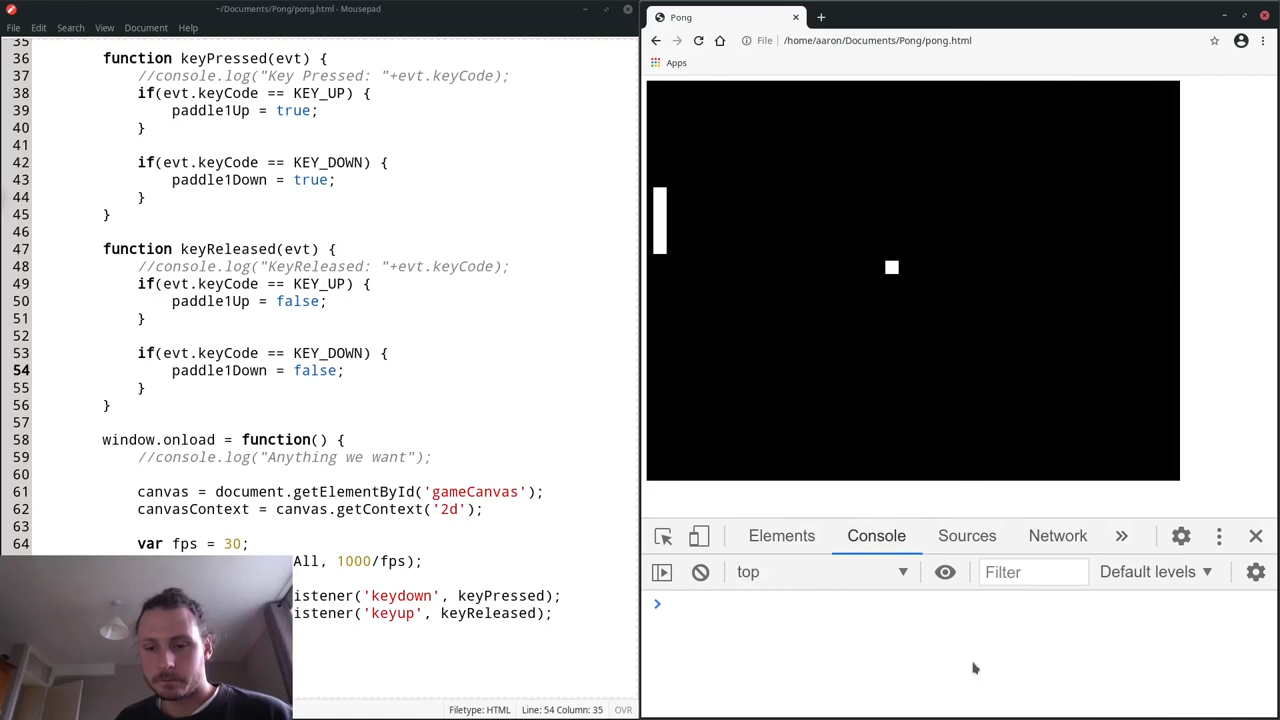 ~/Documents/Pong/pong.html - Mousepad
File Edit Search View Document Help
35
36 function keyPressed(evt) {
37 //console.log("Key Pressed: "+evt.keyCode);
38 if(evt.keyCode == KEY_UP) {
39 paddle1Up = true;
40 }
41
42 if(evt.keyCode == KEY_DOWN) {
43 paddle1Down = true;
44 }
45 }
46
47 function keyReleased(evt) {
48 //console.log("KeyReleased: "+evt.keyCode);
49 if(evt.keyCode == KEY_UP) {
50 paddle1Up = false;
51 }
52
53 if(evt.keyCode == KEY_DOWN) {
54 paddle1Down = false;
55 }
56 }
57
58 window.onload = function() {
59 //console.log("Anything we want");
60
61 canvas = document.getElementById('gameCanvas');
62 canvasContext = canvas.getContext('2d');
63
64 var fps = 30;
All, 1000/fps);
istener('keydown', keyPressed);
istener('keyup', keyReleased);
Filetype: HTML Line: 54 Column: 35 OVR
Pong
File /home/aaron/Documents/Pong/pong.html
Apps
Elements Console Sources Network
top Filter Default levels